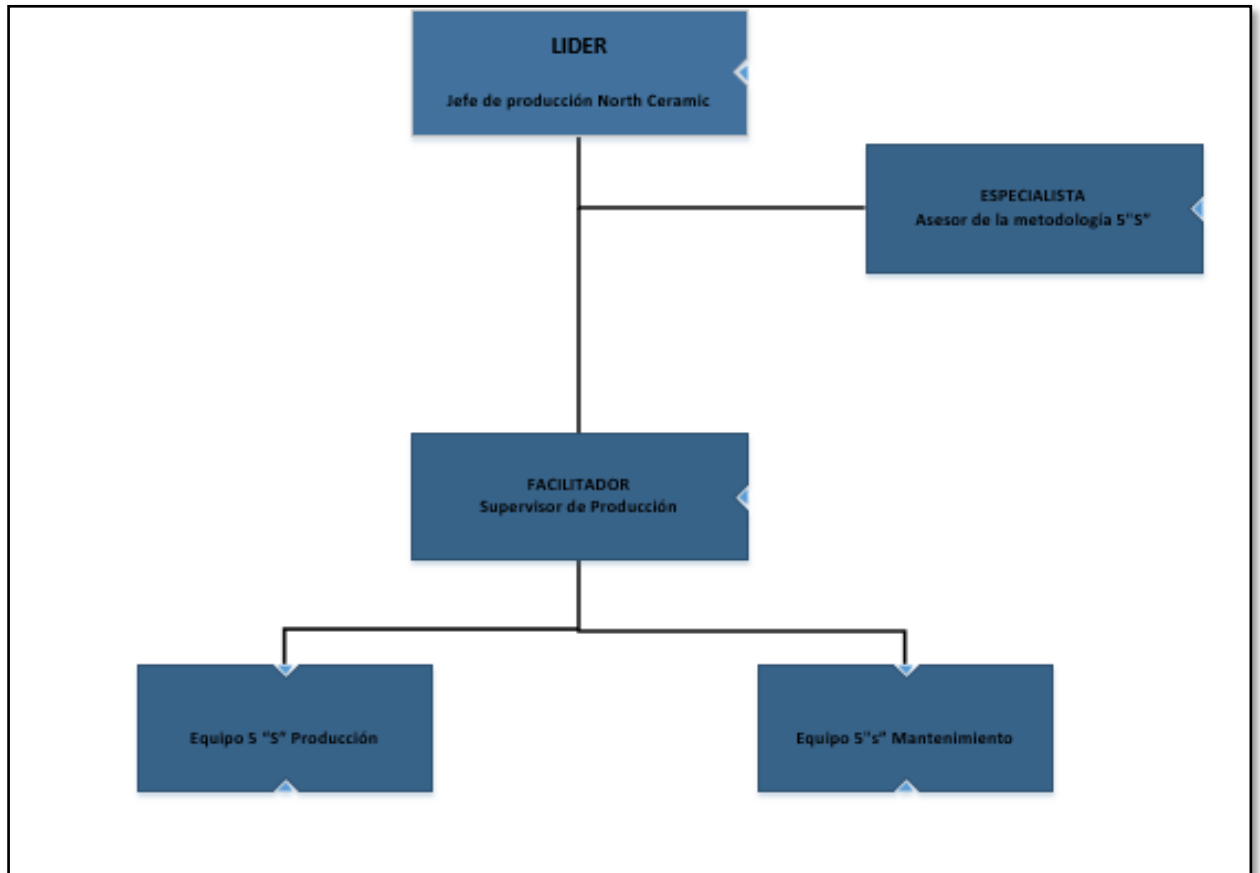 LIDER
Jefe de producción North Ceramic
ESPECIALISTA
Asesor de la metodología 5"S"
FACILITADOR
Supervisor de Producción
Equipo 5 "S" Producción
Equipo 5"s" Mantenimiento